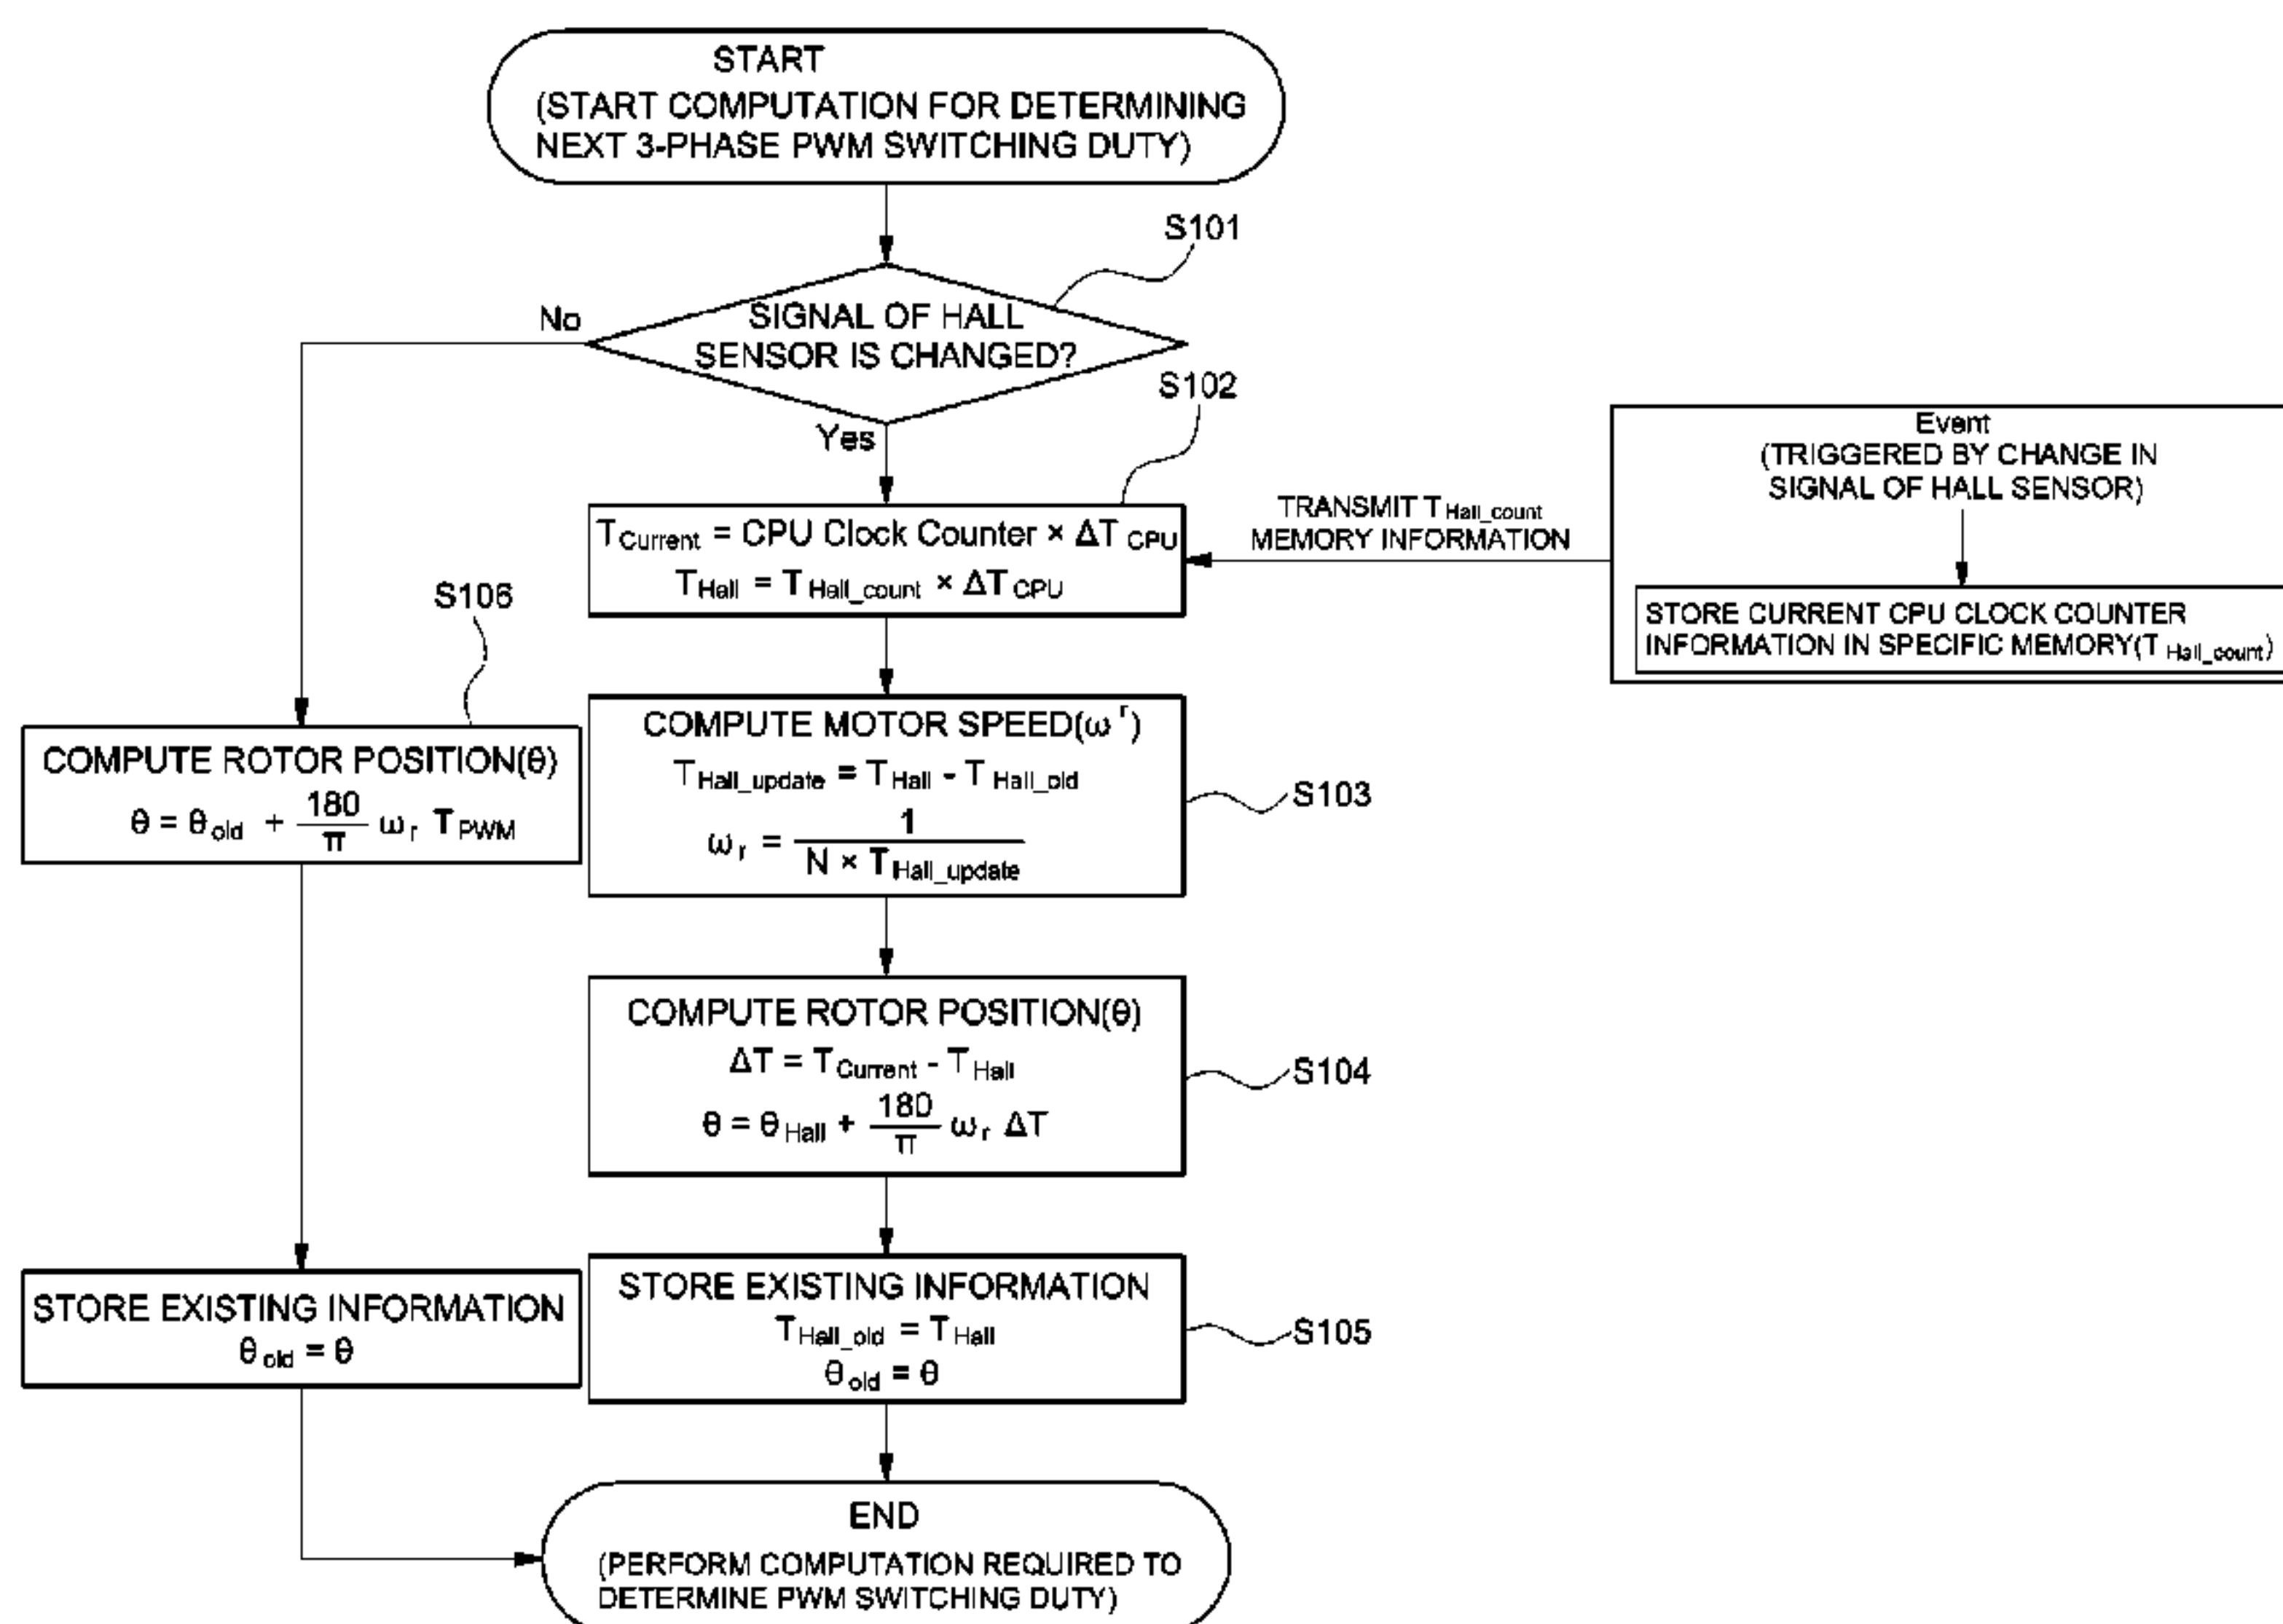 START
(START COMPUTATION FOR DETERMINING
NEXT 3-PHASE PWM SWITCHING DUTY)
S101
No
SIGNAL OF HALL
SENSOR IS CHANGED?
S102
Yes
T Current = CPU Clock Counter × ΔT CPU
T Hall = T Hall_count × ΔT CPU
TRANSMIT T Hall_count
MEMORY INFORMATION
Event
(TRIGGERED BY CHANGE IN
SIGNAL OF HALL SENSOR)
STORE CURRENT CPU CLOCK COUNTER
INFORMATION IN SPECIFIC MEMORY(T Hall_count)
S106
COMPUTE ROTOR POSITION(θ)
θ = θ old + 180/π ω r T PWM
COMPUTE MOTOR SPEED(ω r)
T Hall_update = T Hall - T Hall_old
ω r = 1 / N × T Hall_update
S103
COMPUTE ROTOR POSITION(θ)
ΔT = T Current - T Hall
θ = θ Hall + 180/π ω r ΔT
S104
STORE EXISTING INFORMATION
θ old = θ
STORE EXISTING INFORMATION
T Hall_old = T Hall
θ old = θ
S105
END
(PERFORM COMPUTATION REQUIRED TO
DETERMINE PWM SWITCHING DUTY)